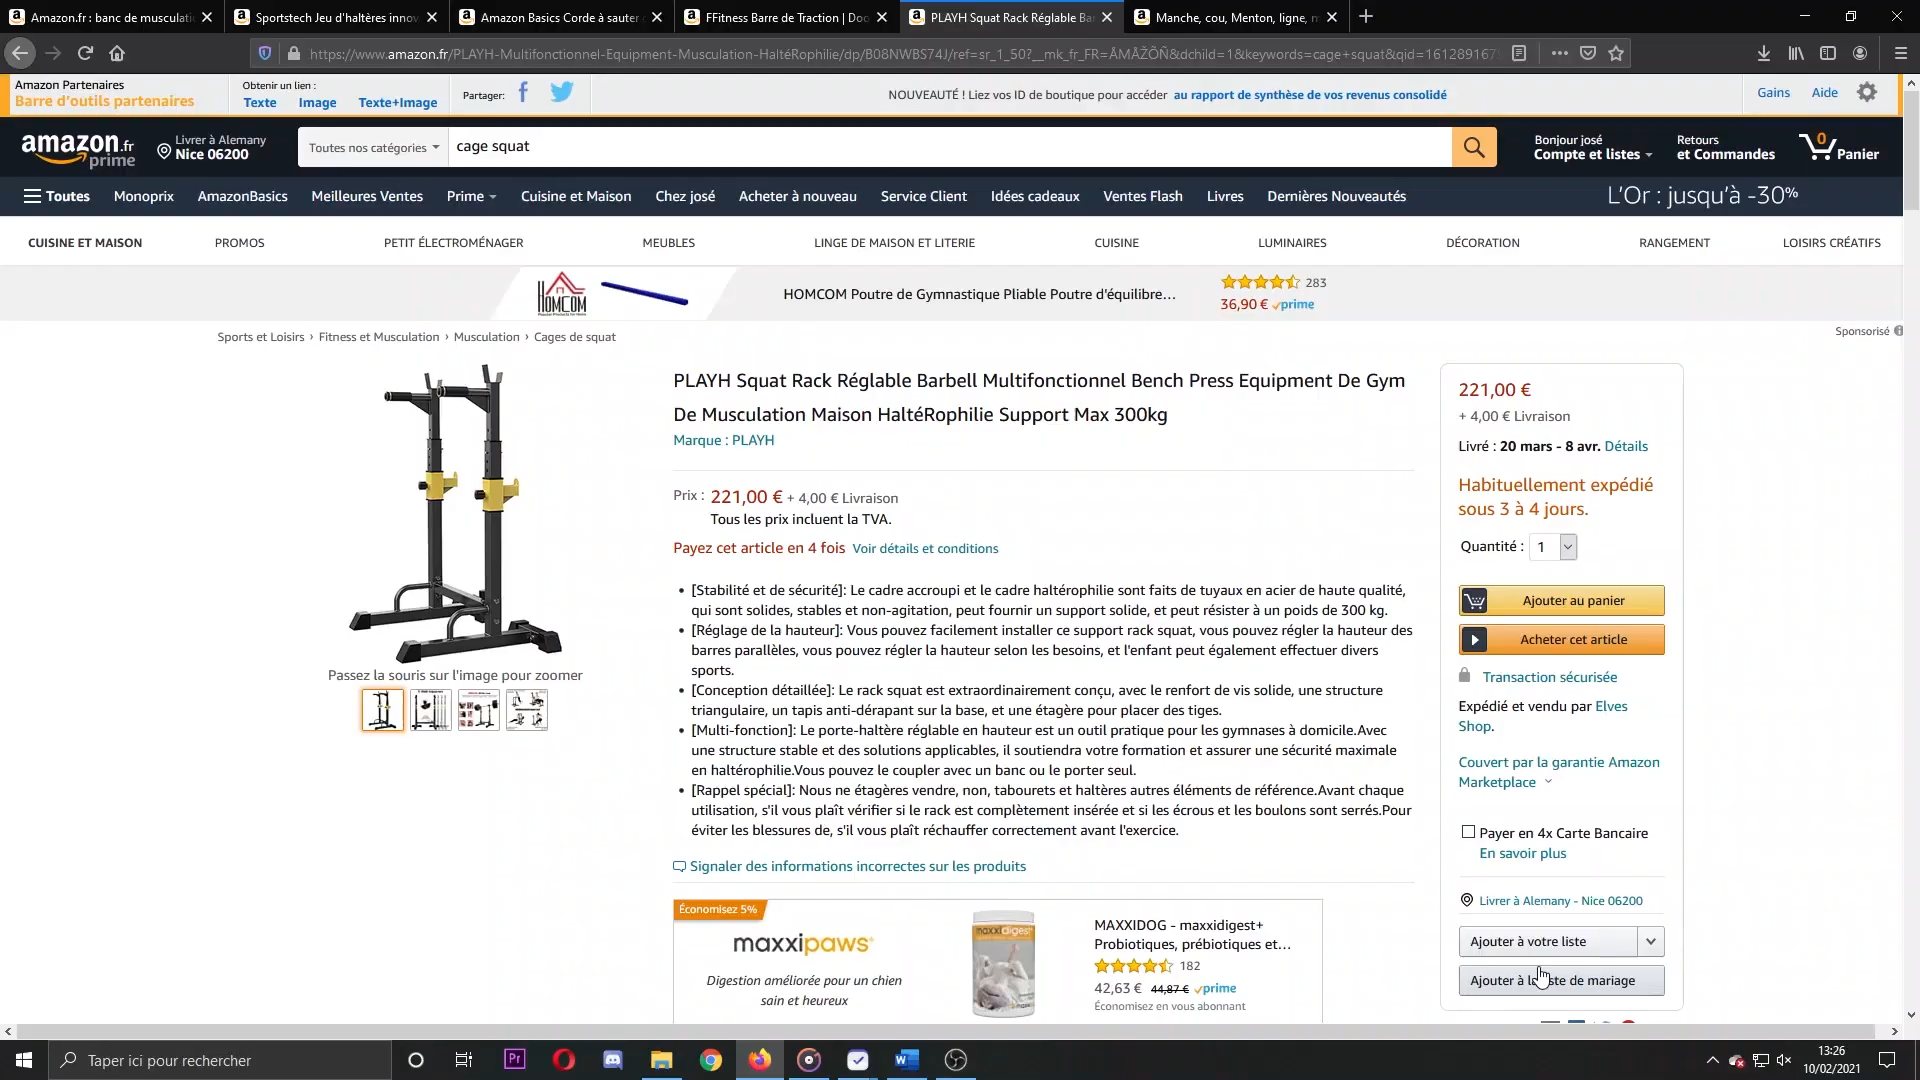 Amazon.fr : banc de musculati
Sportstech Jeu d'haltères innov
Amazon Basics Corde à sauter
FFitness Barre de Traction | Doo
PLAYH Squat Rack Réglable Ba
Manche, cou, Menton, ligne, m
https://www.amazon.fr/PLAYH-Multifonctionnel-Equipment-Musculation-HaltéRophilie/dp/B08NWBS74J/ref=sr_1_50?__mk_fr_FR=ÅMÅŽÕÑ&dchild=1&keywords=cage+squat&qid=161289167
Amazon Partenaires
Barre d'outils partenaires
Obtenir un lien :
Texte Image Texte+Image
Partager:
NOUVEAUTÉ ! Liez vos ID de boutique pour accéder au rapport de synthèse de vos revenus consolidé
Gains Aide
amazon.fr
prime
Livrer à Alemany
Nice 06200
Toutes nos catégories
cage squat
Bonjour josé
Compte et listes
Retours
et Commandes
0
Panier
Toutes Monoprix AmazonBasics Meilleures Ventes Prime Cuisine et Maison Chez josé Acheter à nouveau Service Client Idées cadeaux Ventes Flash Livres Dernières Nouveautés
L'Or : jusqu'à -30%
CUISINE ET MAISON PROMOS PETIT ÉLECTROMÉNAGER MEUBLES LINGE DE MAISON ET LITERIE CUISINE LUMINAIRES DÉCORATION RANGEMENT LOISIRS CRÉATIFS
HOMCOM
HOMCOM Poutre de Gymnastique Pliable Poutre d'équilibre...
283
36,90 € prime
Sponsorisé
Sports et Loisirs › Fitness et Musculation › Musculation › Cages de squat
Passez la souris sur l'image pour zoomer
PLAYH Squat Rack Réglable Barbell Multifonctionnel Bench Press Equipment De Gym
De Musculation Maison HaltéRophilie Support Max 300kg
Marque : PLAYH
Prix : 221,00 € + 4,00 € Livraison
Tous les prix incluent la TVA.
Payez cet article en 4 fois Voir détails et conditions
• [Stabilité et de sécurité]: Le cadre accroupi et le cadre haltérophilie sont faits de tuyaux en acier de haute qualité,
qui sont solides, stables et non-agitation, peut fournir un support solide, et peut résister à un poids de 300 kg.
• [Réglage de la hauteur]: Vous pouvez facilement installer ce support rack squat, vous pouvez régler la hauteur des
barres parallèles, vous pouvez régler la hauteur selon les besoins, et l'enfant peut également effectuer divers
sports.
• [Conception détaillée]: Le rack squat est extraordinairement conçu, avec le renfort de vis solide, une structure
triangulaire, un tapis anti-dérapant sur la base, et une étagère pour placer des tiges.
• [Multi-fonction]: Le porte-haltère réglable en hauteur est un outil pratique pour les gymnases à domicile.Avec
une structure stable et des solutions applicables, il soutiendra votre formation et assurer une sécurité maximale
en haltérophilie.Vous pouvez le coupler avec un banc ou le porter seul.
• [Rappel spécial]: Nous ne étagères vendre, non, tabourets et haltères autres éléments de référence.Avant chaque
utilisation, s'il vous plaît vérifier si le rack est complètement insérée et si les écrous et les boulons sont serrés.Pour
éviter les blessures de, s'il vous plaît réchauffer correctement avant l'exercice.
Signaler des informations incorrectes sur les produits
Économisez 5%
maxxipaws
Digestion améliorée pour un chien
sain et heureux
maxxidigest+
MAXXIDOG - maxxidigest+
Probiotiques, prébiotiques et...
182
42,63 € 44,87 € prime
Économisez en vous abonnant
221,00 €
+ 4,00 € Livraison
Livré : 20 mars - 8 avr. Détails
Habituellement expédié
sous 3 à 4 jours.
Quantité : 1
Ajouter au panier
Acheter cet article
Transaction sécurisée
Expédié et vendu par Elves
Shop.
Couvert par la garantie Amazon
Marketplace
Payer en 4x Carte Bancaire
En savoir plus
Livrer à Alemany - Nice 06200
Ajouter à votre liste
Ajouter à liste de mariage
Taper ici pour rechercher
Pr
W
13:26
10/02/2021